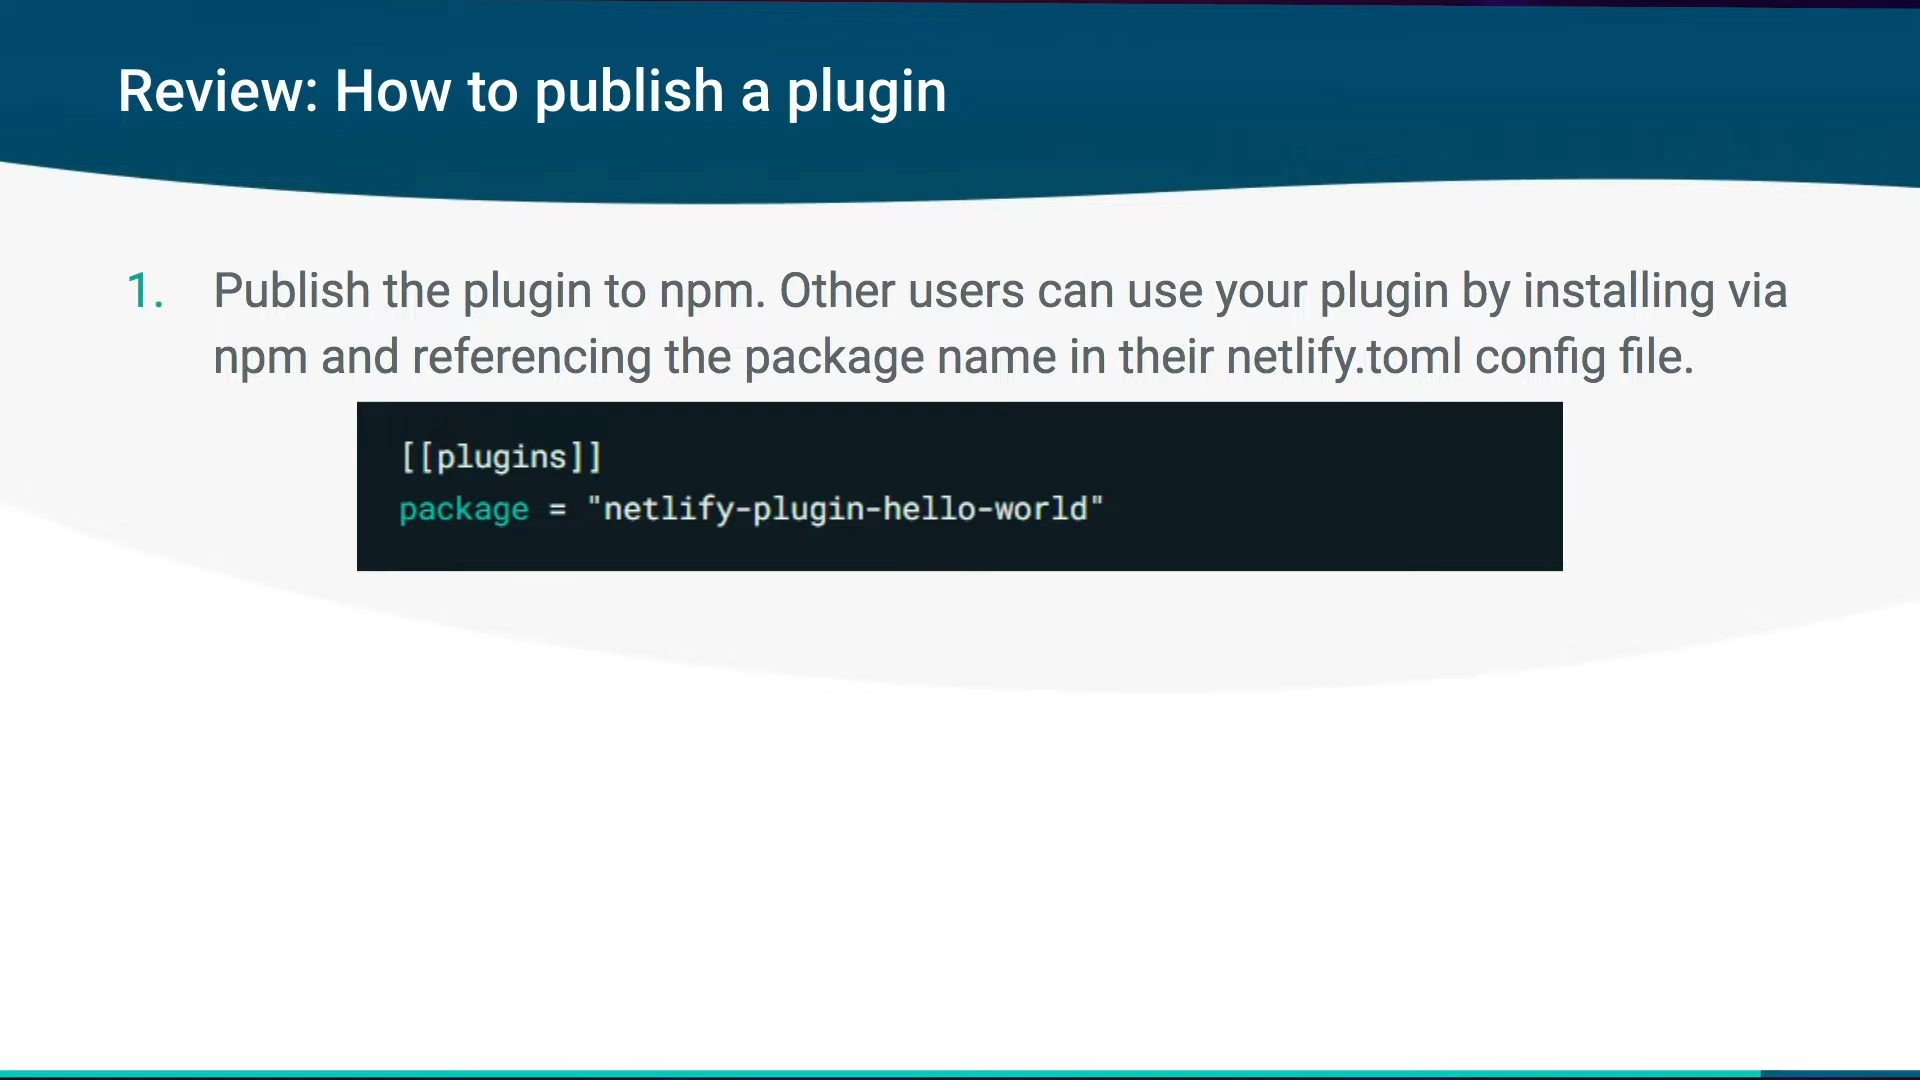 Review: How to publish a plugin
1. Publish the plugin to npm. Other users can use your plugin by installing via
npm and referencing the package name in their netlify.toml config file.
[[plugins]]
package = "netlify-plugin-hello-world"